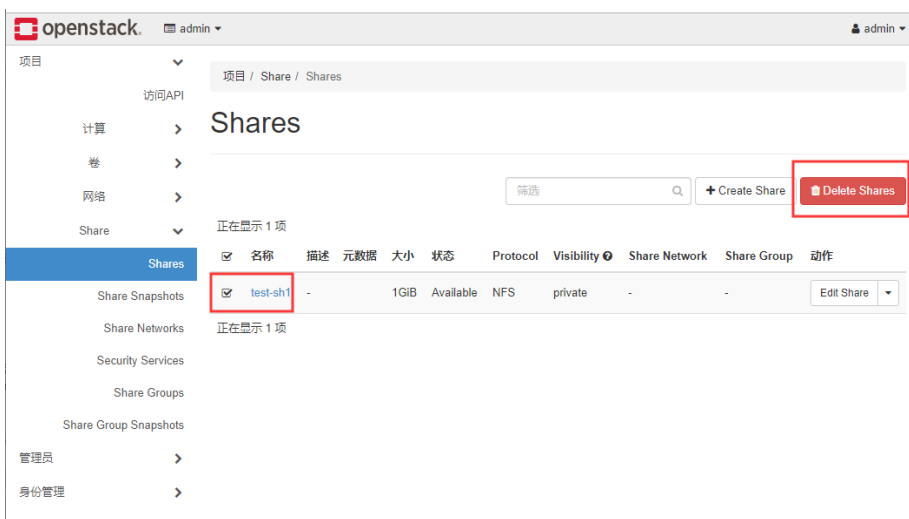 openstack. admin admin
项目
项目 / Share / Shares
访问API
计算
Shares
卷
筛选 + Create Share Delete Shares
网络
正在显示 1 项
Share
名称 描述 元数据 大小 状态 Protocol Visibility Share Network Share Group 动作
Shares
test-sh1 - 1GiB Available NFS private - - Edit Share
Share Snapshots
正在显示 1 项
Share Networks
Security Services
Share Groups
Share Group Snapshots
管理员
身份管理